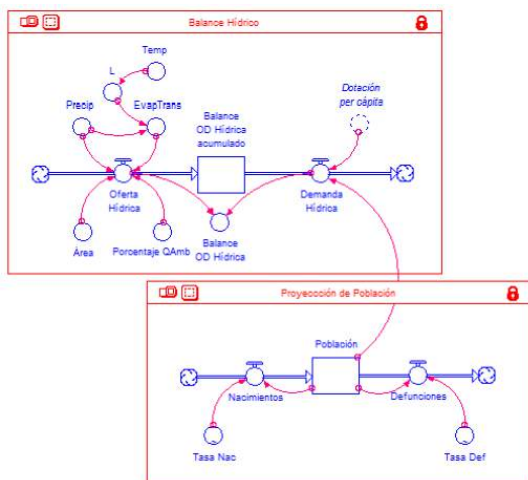 Balance Hídrico
Temp
L
Precip
EvapTrans
Balance
OD Hídrica
acumulado
Dotación
per cápita
Oferta
Hídrica
Demanda
Hídrica
Área
Porcentaje QAmb
Balance
OD Hídrica
Proyeccción de Población
Población
Nacimientos
Defunciones
Tasa Nac
Tasa Def